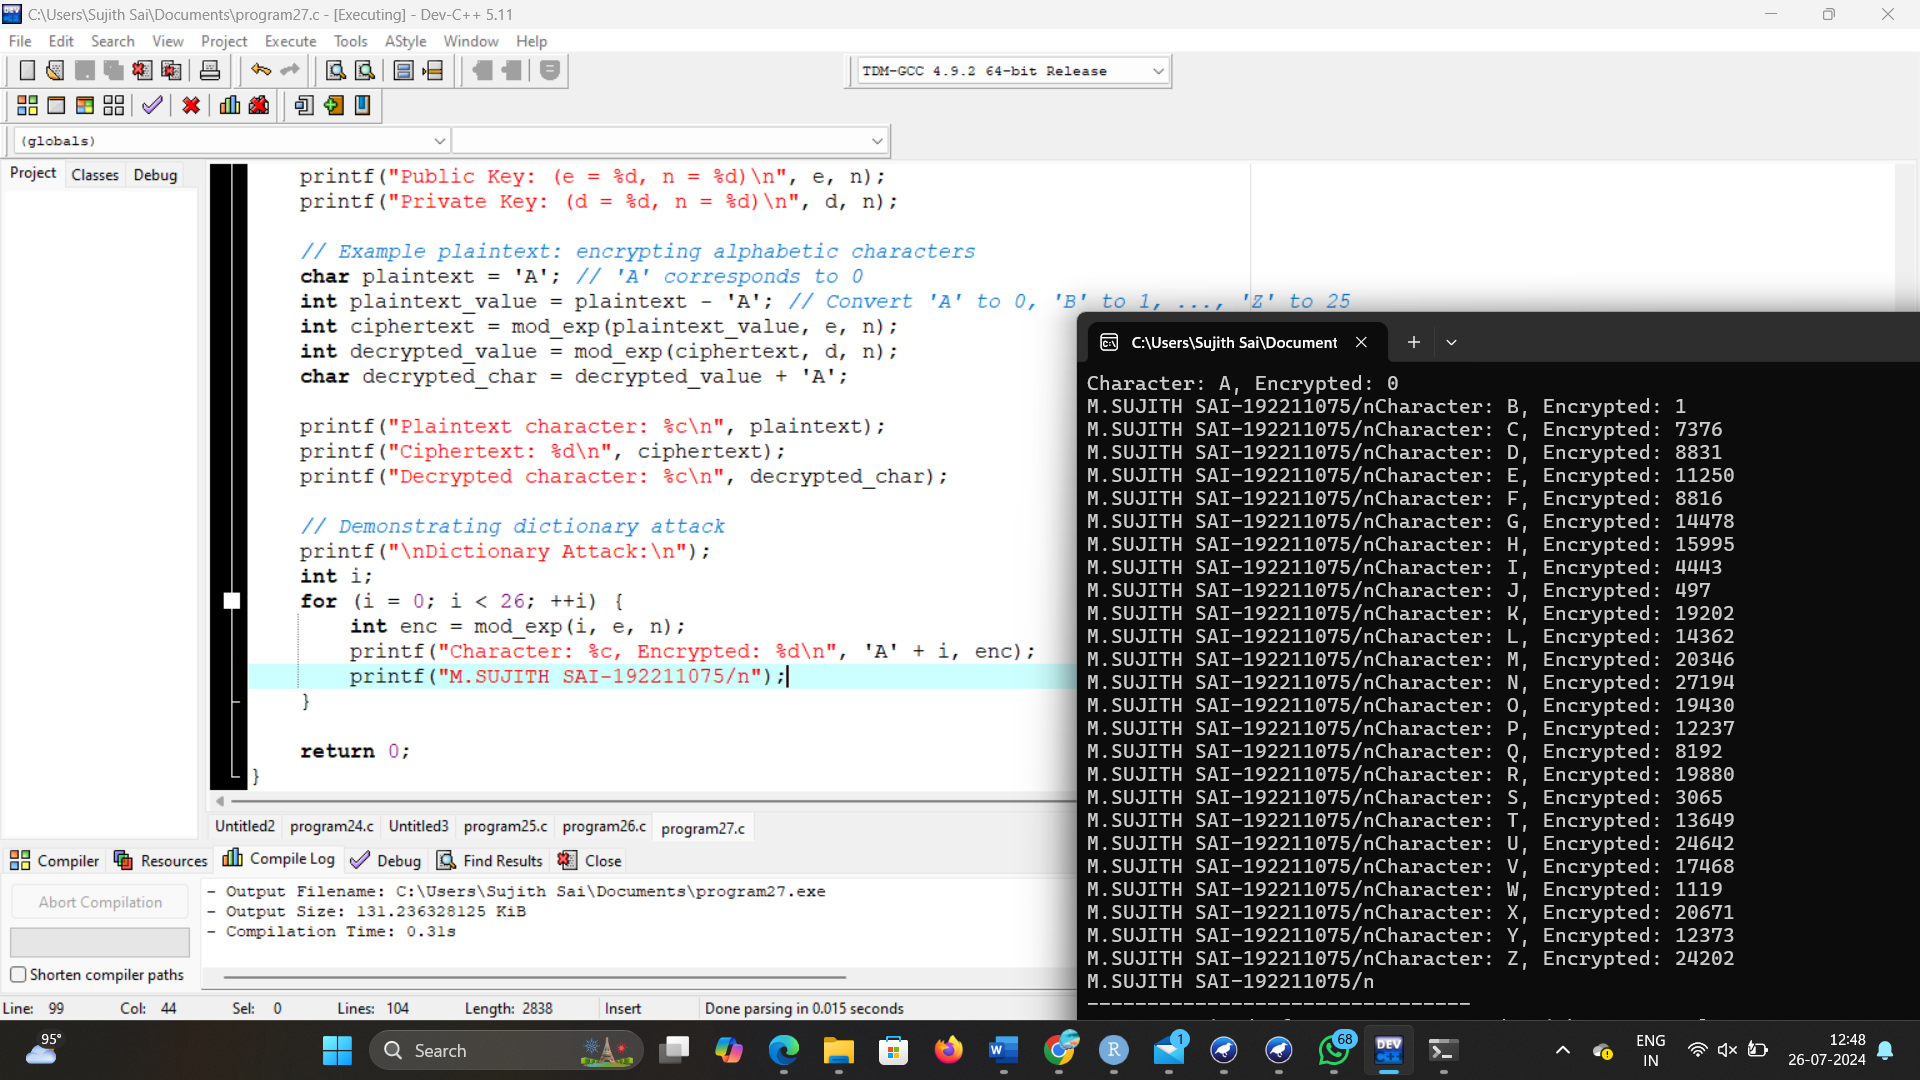 C:\Users\Sujith Sai\Documents\program27.c - [Executing] - Dev-C++ 5.11
File Edit Search View Project Execute Tools AStyle Window Help
TDM-GCC 4.9.2 64-bit Release
(globals)
Project Classes Debug
printf("Public Key: (e = %d, n = %d)\n", e, n);
printf("Private Key: (d = %d, n = %d)\n", d, n);
// Example plaintext: encrypting alphabetic characters
char plaintext = 'A'; // 'A' corresponds to 0
int plaintext_value = plaintext - 'A'; // Convert 'A' to 0, 'B' to 1, ..., 'Z' to 25
int ciphertext = mod_exp(plaintext_value, e, n);
int decrypted_value = mod_exp(ciphertext, d, n);
char decrypted_char = decrypted_value + 'A';
printf("Plaintext character: %c\n", plaintext);
printf("Ciphertext: %d\n", ciphertext);
printf("Decrypted character: %c\n", decrypted_char);
// Demonstrating dictionary attack
printf("\nDictionary Attack:\n");
int i;
for (i = 0; i < 26; ++i) {
int enc = mod_exp(i, e, n);
printf("Character: %c, Encrypted: %d\n", 'A' + i, enc);
printf("M.SUJITH SAI-192211075/n");
}
return 0;
}
Untitled2 program24.c Untitled3 program25.c program26.c program27.c
Compiler Resources Compile Log Debug Find Results Close
Abort Compilation
Shorten compiler paths
- Output Filename: C:\Users\Sujith Sai\Documents\program27.exe
- Output Size: 131.236328125 KiB
- Compilation Time: 0.31s
Line: 99 Col: 44 Sel: 0 Lines: 104 Length: 2838 Insert Done parsing in 0.015 seconds
C:\Users\Sujith Sai\Document
Character: A, Encrypted: 0
M.SUJITH SAI-192211075/nCharacter: B, Encrypted: 1
M.SUJITH SAI-192211075/nCharacter: C, Encrypted: 7376
M.SUJITH SAI-192211075/nCharacter: D, Encrypted: 8831
M.SUJITH SAI-192211075/nCharacter: E, Encrypted: 11250
M.SUJITH SAI-192211075/nCharacter: F, Encrypted: 8816
M.SUJITH SAI-192211075/nCharacter: G, Encrypted: 14478
M.SUJITH SAI-192211075/nCharacter: H, Encrypted: 15995
M.SUJITH SAI-192211075/nCharacter: I, Encrypted: 4443
M.SUJITH SAI-192211075/nCharacter: J, Encrypted: 497
M.SUJITH SAI-192211075/nCharacter: K, Encrypted: 19202
M.SUJITH SAI-192211075/nCharacter: L, Encrypted: 14362
M.SUJITH SAI-192211075/nCharacter: M, Encrypted: 20346
M.SUJITH SAI-192211075/nCharacter: N, Encrypted: 27194
M.SUJITH SAI-192211075/nCharacter: O, Encrypted: 19430
M.SUJITH SAI-192211075/nCharacter: P, Encrypted: 12237
M.SUJITH SAI-192211075/nCharacter: Q, Encrypted: 8192
M.SUJITH SAI-192211075/nCharacter: R, Encrypted: 19880
M.SUJITH SAI-192211075/nCharacter: S, Encrypted: 3065
M.SUJITH SAI-192211075/nCharacter: T, Encrypted: 13649
M.SUJITH SAI-192211075/nCharacter: U, Encrypted: 24642
M.SUJITH SAI-192211075/nCharacter: V, Encrypted: 17468
M.SUJITH SAI-192211075/nCharacter: W, Encrypted: 1119
M.SUJITH SAI-192211075/nCharacter: X, Encrypted: 20671
M.SUJITH SAI-192211075/nCharacter: Y, Encrypted: 12373
M.SUJITH SAI-192211075/nCharacter: Z, Encrypted: 24202
M.SUJITH SAI-192211075/n
--------------------------------
95°
Search
1
68
DEV C++
ENG
IN
12:48
26-07-2024